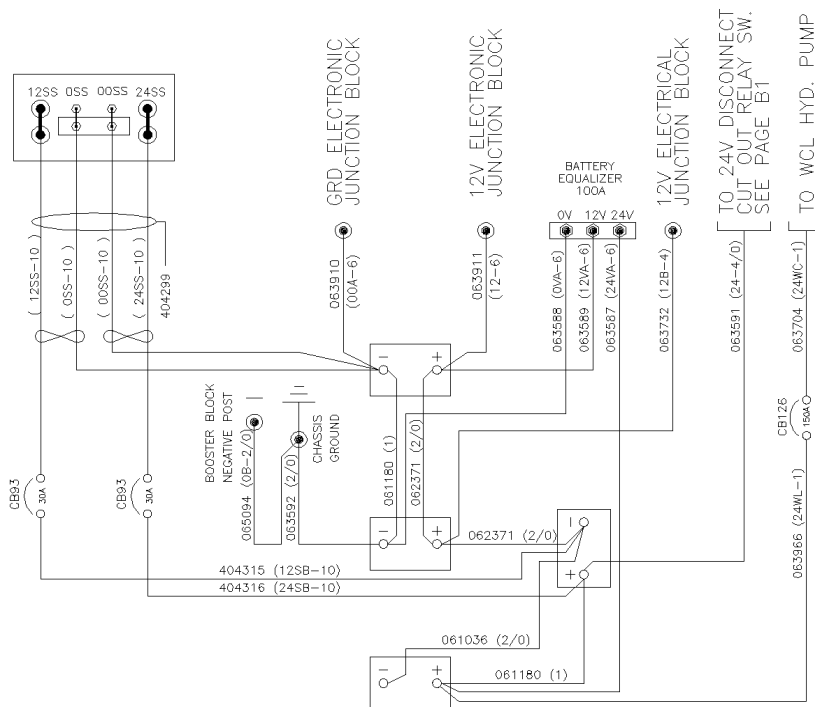 12SS 0SS 00SS 24SS
( 12SS-10 )
( 0SS-10 )
( 00SS-10 )
( 24SS-10 )
404299
GRD ELECTRONIC
JUNCTION BLOCK
12V ELECTRONIC
JUNCTION BLOCK
BATTERY
EQUALIZER
100A
0V 12V 24V
12V ELECTRICAL
JUNCTION BLOCK
TO 24V DISCONNECT
CUT OUT RELAY SW.
SEE PAGE B1
TO WCL HYD. PUMP
063910
(00A-6)
063911
(12-6)
063588 (0VA-6)
063589 (12VA-6)
063587 (24VA-6)
063732 (12B-4)
063591 (24-4/0)
063704 (24WC-1)
CB126
150A
063966 (24WL-1)
- +
BOOSTER BLOCK
NEGATIVE POST
CHASSIS
GROUND
065094 (0B-2/0)
063592 (2/0)
061180 (1)
062371 (2/0)
CB93
30A
CB93
30A
- +
062371 (2/0)
- +
404315 (12SB-10)
404316 (24SB-10)
061036 (2/0)
061180 (1)
- +